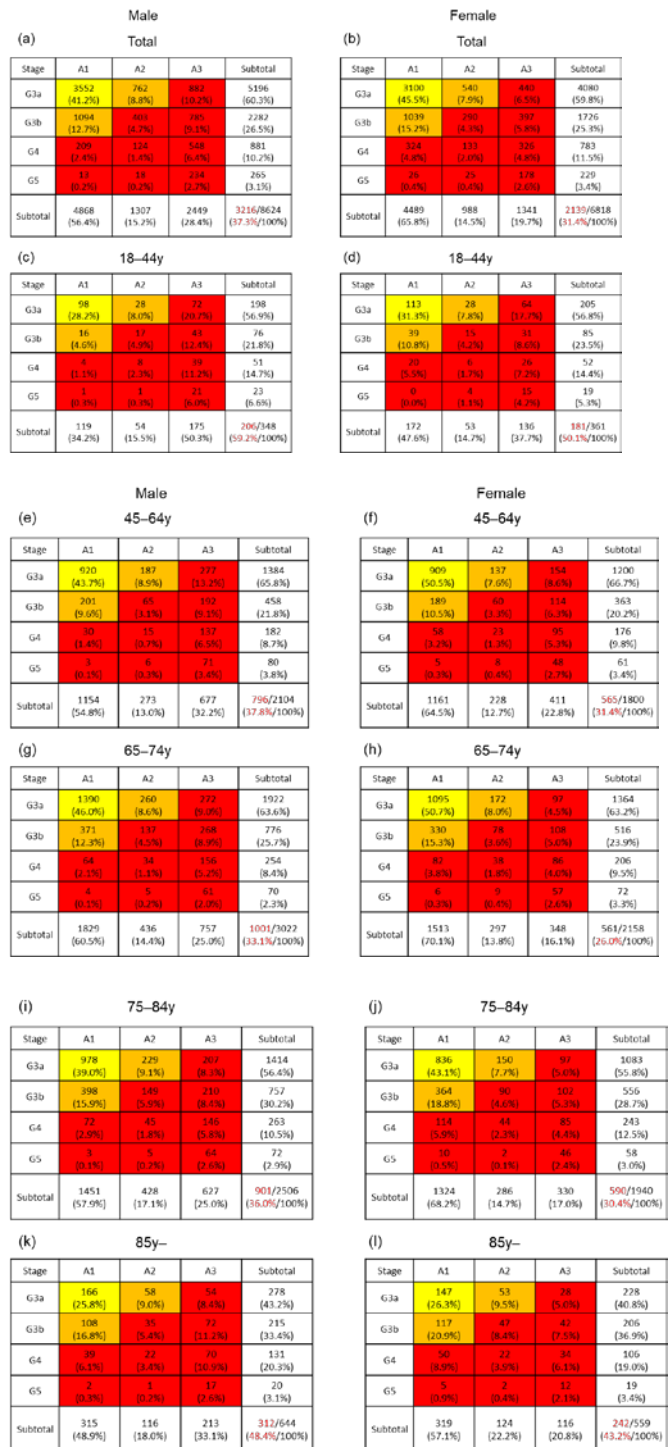 Male Female
(a) (b)
Total Total
Stage A1 A2 A3 Subtotal Stage A1 A2 A3 Subtotal
G3a 3552 762 882 5196 G3a 3100 540 440 4080
(41.2%) (8.8%) (10.2%) (60.3%) (45.5%) (7.9%) (6.5%) (59.8%)
G3b 1094 403 785 2282 G3b 1039 290 397 1726
(12.7%) (4.7%) (9.1%) (26.5%) (15.2%) (4.3%) (5.8%) (25.3%)
G4 209 124 548 881 G4 324 133 326 783
(2.4%) (1.4%) (6.4%) (10.2%) (4.8%) (2.0%) (4.8%) (11.5%)
G5 13 18 234 265 G5 26 25 178 229
(0.2%) (0.2%) (2.7%) (3.1%) (0.4%) (0.4%) (2.6%) (3.4%)
Subtotal 4868 1307 2449 3216/8624 Subtotal 4489 988 1341 2139/6818
(56.4%) (15.2%) (28.4%) (37.3%/100%) (65.8%) (14.5%) (19.7%) (31.4%/100%)
(c) 18–44y (d) 18–44y
Stage A1 A2 A3 Subtotal Stage A1 A2 A3 Subtotal
G3a 98 28 72 198 G3a 113 28 64 205
(28.2%) (8.0%) (20.7%) (56.9%) (31.3%) (7.8%) (17.7%) (56.8%)
G3b 16 17 43 76 G3b 39 15 31 85
(4.6%) (4.9%) (12.4%) (21.8%) (10.8%) (4.2%) (8.6%) (23.5%)
G4 4 8 39 51 G4 20 6 26 52
(1.1%) (2.3%) (11.2%) (14.7%) (5.5%) (1.7%) (7.2%) (14.4%)
G5 1 1 21 23 G5 0 4 15 19
(0.3%) (0.3%) (6.0%) (6.6%) (0.0%) (1.1%) (4.2%) (5.3%)
Subtotal 119 54 175 206/348 Subtotal 172 53 136 181/361
(34.2%) (15.5%) (50.3%) (59.2%/100%) (47.6%) (14.7%) (37.7%) (50.1%/100%)
Male Female
(e) 45–64y (f) 45–64y
Stage A1 A2 A3 Subtotal Stage A1 A2 A3 Subtotal
G3a 920 187 277 1384 G3a 909 137 154 1200
(43.7%) (8.9%) (13.2%) (65.8%) (50.5%) (7.6%) (8.6%) (66.7%)
G3b 201 65 192 458 G3b 189 60 114 363
(9.6%) (3.1%) (9.1%) (21.8%) (10.5%) (3.3%) (6.3%) (20.2%)
G4 30 15 137 182 G4 58 23 95 176
(1.4%) (0.7%) (6.5%) (8.7%) (3.2%) (1.3%) (5.3%) (9.8%)
G5 3 6 71 80 G5 5 8 48 61
(0.1%) (0.3%) (3.4%) (3.8%) (0.3%) (0.4%) (2.7%) (3.4%)
Subtotal 1154 273 677 796/2104 Subtotal 1161 228 411 565/1800
(54.8%) (13.0%) (32.2%) (37.8%/100%) (64.5%) (12.7%) (22.8%) (31.4%/100%)
(g) 65–74y (h) 65–74y
Stage A1 A2 A3 Subtotal Stage A1 A2 A3 Subtotal
G3a 1390 260 272 1922 G3a 1095 172 97 1364
(46.0%) (8.6%) (9.0%) (63.6%) (50.7%) (8.0%) (4.5%) (63.2%)
G3b 371 137 268 776 G3b 330 78 108 516
(12.3%) (4.5%) (8.9%) (25.7%) (15.3%) (3.6%) (5.0%) (23.9%)
G4 64 34 156 254 G4 82 38 86 206
(2.1%) (1.1%) (5.2%) (8.4%) (3.8%) (1.8%) (4.0%) (9.5%)
G5 4 5 61 70 G5 6 9 57 72
(0.1%) (0.2%) (2.0%) (2.3%) (0.3%) (0.4%) (2.6%) (3.3%)
Subtotal 1829 436 757 1001/3022 Subtotal 1513 297 348 561/2158
(60.5%) (14.4%) (25.0%) (33.1%/100%) (70.1%) (13.8%) (16.1%) (26.0%/100%)
(i) 75–84y (j) 75–84y
Stage A1 A2 A3 Subtotal Stage A1 A2 A3 Subtotal
G3a 978 229 207 1414 G3a 836 150 97 1083
(39.0%) (9.1%) (8.3%) (56.4%) (43.1%) (7.7%) (5.0%) (55.8%)
G3b 398 149 210 757 G3b 364 90 102 556
(15.9%) (5.9%) (8.4%) (30.2%) (18.8%) (4.6%) (5.3%) (28.7%)
G4 72 45 146 263 G4 114 44 85 243
(2.9%) (1.8%) (5.8%) (10.5%) (5.9%) (2.3%) (4.4%) (12.5%)
G5 3 5 64 72 G5 10 2 46 58
(0.1%) (0.2%) (2.6%) (2.9%) (0.5%) (0.1%) (2.4%) (3.0%)
Subtotal 1451 428 627 901/2506 Subtotal 1324 286 330 590/1940
(57.9%) (17.1%) (25.0%) (36.0%/100%) (68.2%) (14.7%) (17.0%) (30.4%/100%)
(k) 85y– (l) 85y–
Stage A1 A2 A3 Subtotal Stage A1 A2 A3 Subtotal
G3a 166 58 54 278 G3a 147 53 28 228
(25.8%) (9.0%) (8.4%) (43.2%) (26.3%) (9.5%) (5.0%) (40.8%)
G3b 108 35 72 215 G3b 117 47 42 206
(16.8%) (5.4%) (11.2%) (33.4%) (20.9%) (8.4%) (7.5%) (36.9%)
G4 39 22 70 131 G4 50 22 34 106
(6.1%) (3.4%) (10.9%) (20.3%) (8.9%) (3.9%) (6.1%) (19.0%)
G5 2 1 17 20 G5 5 2 12 19
(0.3%) (0.2%) (2.6%) (3.1%) (0.9%) (0.4%) (2.1%) (3.4%)
Subtotal 315 116 213 312/644 Subtotal 319 124 116 242/559
(48.9%) (18.0%) (33.1%) (48.4%/100%) (57.1%) (22.2%) (20.8%) (43.2%/100%)